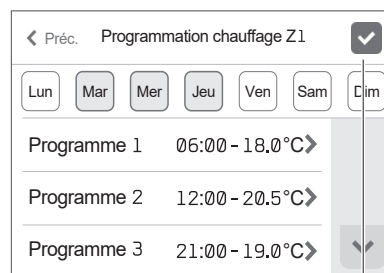 Préc. Programmation chauffage Z1
Lun Mar Mer Jeu Ven Sam Dim
Programme 1 06:00 - 18.0°C
Programme 2 12:00 - 20.5°C
Programme 3 21:00 - 19.0°C